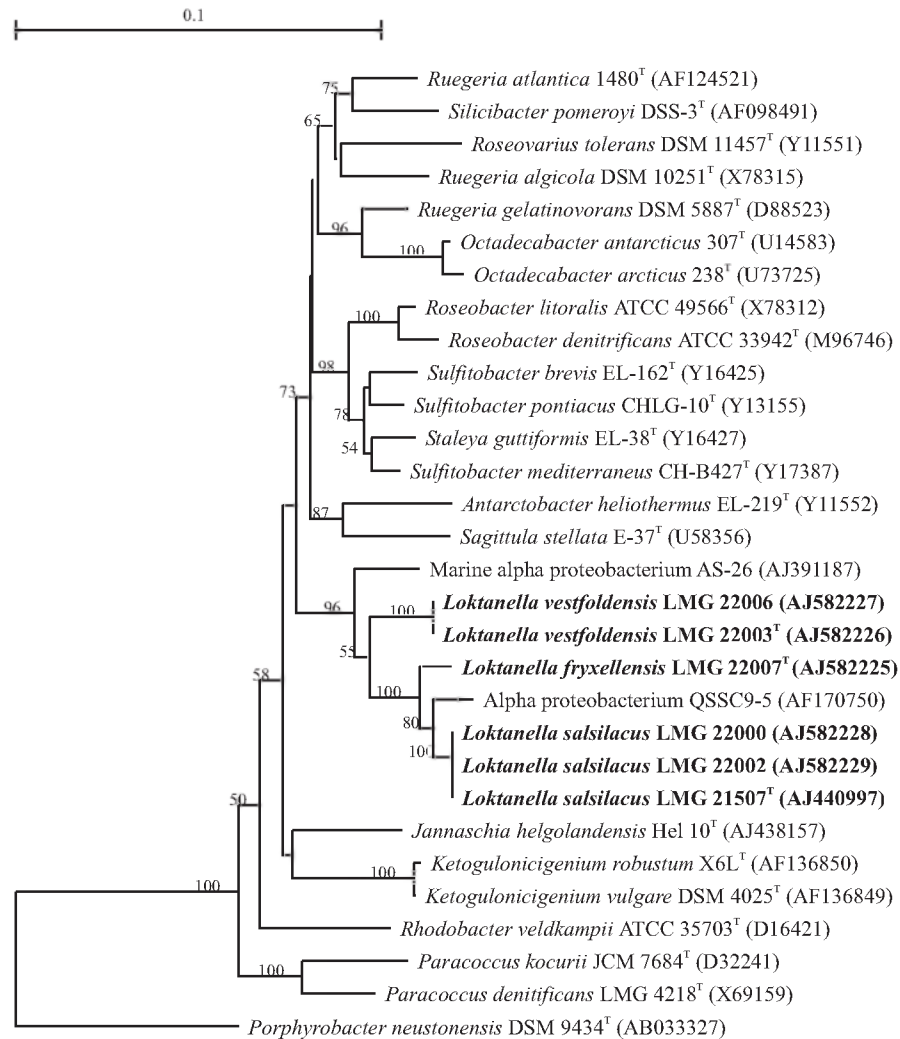 0.1
75
Ruegeria atlantica 1480ᵀ (AF124521)
Silicibacter pomeroyi DSS-3ᵀ (AF098491)
65
Roseovarius tolerans DSM 11457ᵀ (Y11551)
Ruegeria algicola DSM 10251ᵀ (X78315)
Ruegeria gelatinovorans DSM 5887ᵀ (D88523)
96
Octadecabacter antarcticus 307ᵀ (U14583)
100
Octadecabacter arcticus 238ᵀ (U73725)
Roseobacter litoralis ATCC 49566ᵀ (X78312)
100
Roseobacter denitrificans ATCC 33942ᵀ (M96746)
98
Sulfitobacter brevis EL-162ᵀ (Y16425)
73
Sulfitobacter pontiacus CHLG-10ᵀ (Y13155)
78
Staleya guttiformis EL-38ᵀ (Y16427)
54
Sulfitobacter mediterraneus CH-B427ᵀ (Y17387)
Antarctobacter heliothermus EL-219ᵀ (Y11552)
87
Sagittula stellata E-37ᵀ (U58356)
Marine alpha proteobacterium AS-26 (AJ391187)
96
100
Loktanella vestfoldensis LMG 22006 (AJ582227)
Loktanella vestfoldensis LMG 22003ᵀ (AJ582226)
55
Loktanella fryxellensis LMG 22007ᵀ (AJ582225)
58
100
Alpha proteobacterium QSSC9-5 (AF170750)
80
Loktanella salsilacus LMG 22000 (AJ582228)
100
Loktanella salsilacus LMG 22002 (AJ582229)
50
Loktanella salsilacus LMG 21507ᵀ (AJ440997)
Jannaschia helgolandensis Hel 10ᵀ (AJ438157)
Ketogulonicigenium robustum X6Lᵀ (AF136850)
100
100
Ketogulonicigenium vulgare DSM 4025ᵀ (AF136849)
Rhodobacter veldkampii ATCC 35703ᵀ (D16421)
Paracoccus kocurii JCM 7684ᵀ (D32241)
100
Paracoccus denitificans LMG 4218ᵀ (X69159)
Porphyrobacter neustonensis DSM 9434ᵀ (AB033327)